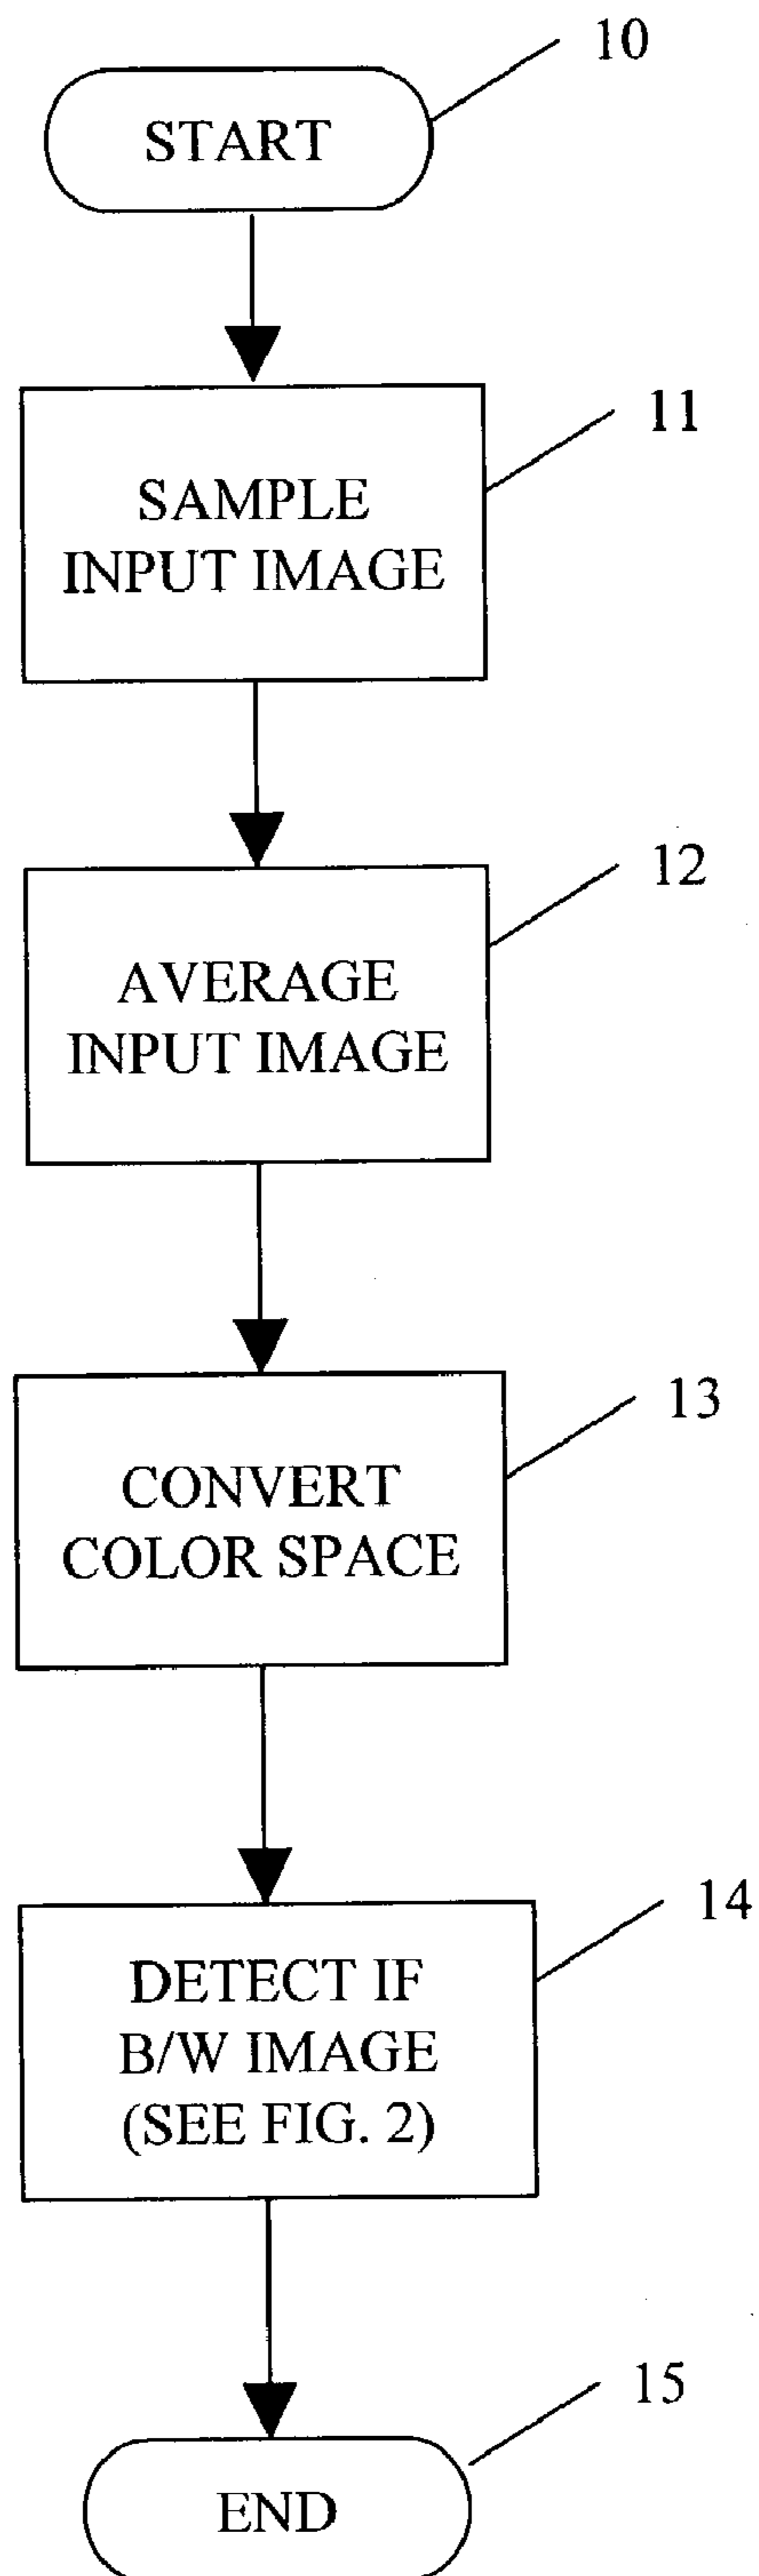 10
START
11
SAMPLE
INPUT IMAGE
12
AVERAGE
INPUT IMAGE
13
CONVERT
COLOR SPACE
14
DETECT IF
B/W IMAGE
(SEE FIG. 2)
15
END